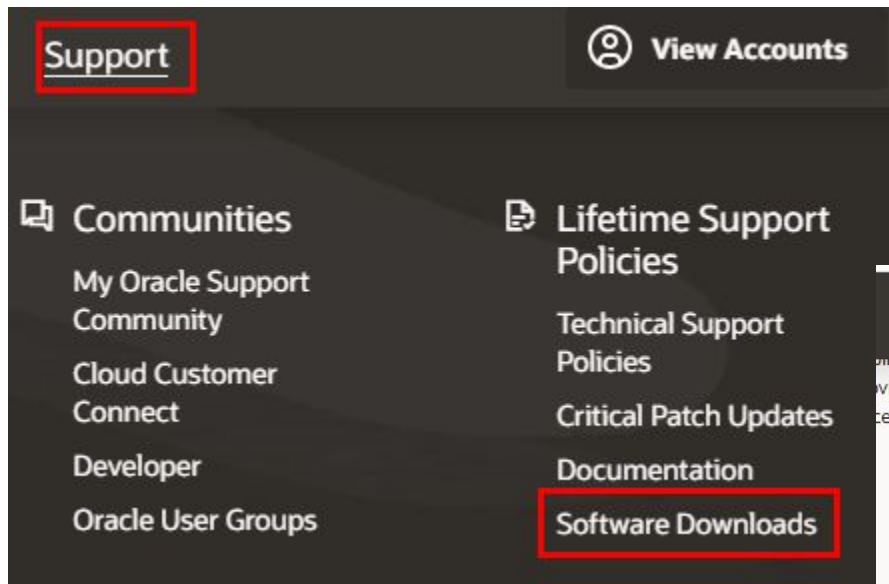 Support
View Accounts
Communities
My Oracle Support
Community
Cloud Customer
Connect
Developer
Oracle User Groups
Lifetime Support
Policies
Technical Support
Policies
Critical Patch Updates
Documentation
Software Downloads